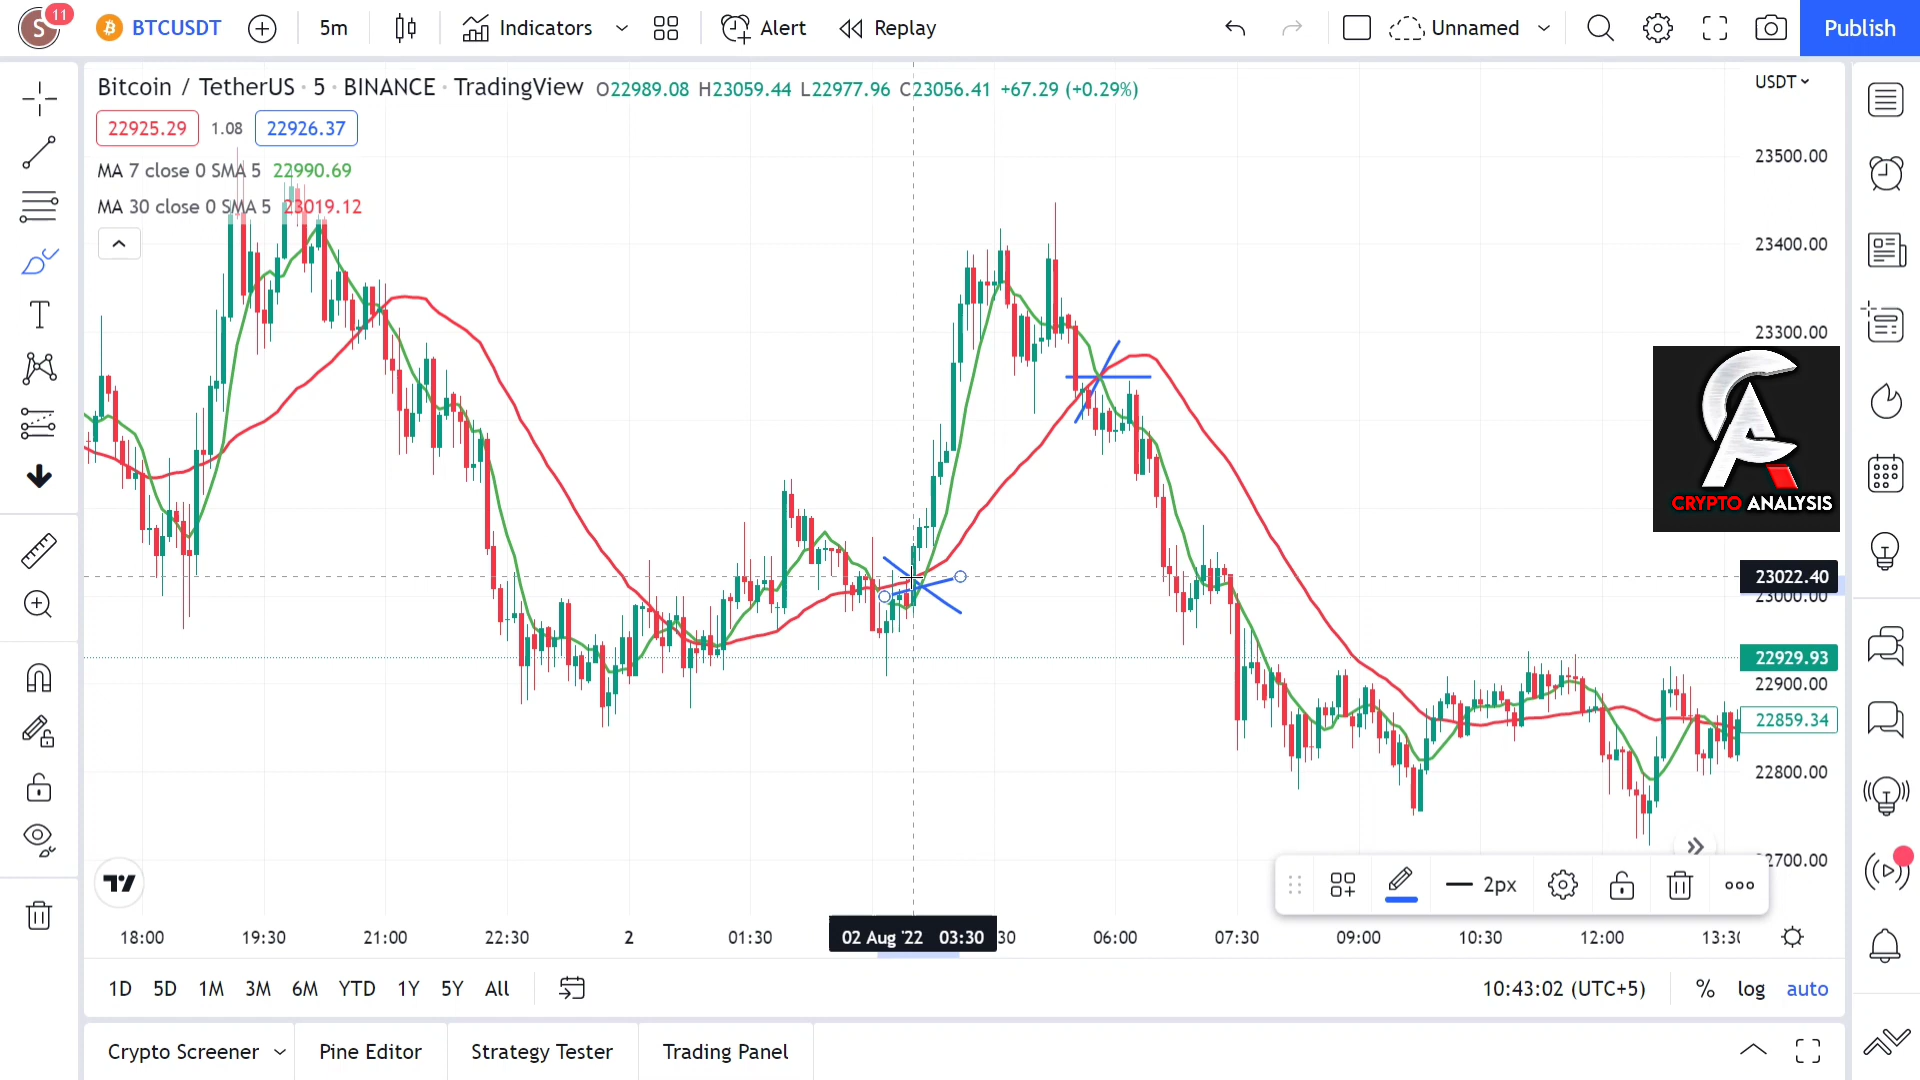 S 11 BTCUSDT 5m Indicators Alert Replay Unnamed Publish
Bitcoin / TetherUS · 5 · BINANCE · TradingView O22989.08 H23059.44 L22977.96 C23056.41 +67.29 (+0.29%)
USDT
22925.29 1.08 22926.37
MA 7 close 0 SMA 5 22990.69
MA 30 close 0 SMA 5 23019.12
23500.00
23400.00
23300.00
CRYPTO ANALYSIS
23022.40
23000.00
22929.93
22900.00
22859.34
22800.00
22700.00
2px
18:00 19:30 21:00 22:30 2 01:30 02 Aug '22 03:30 :30 06:00 07:30 09:00 10:30 12:00 13:30
1D 5D 1M 3M 6M YTD 1Y 5Y All 10:43:02 (UTC+5) % log auto
Crypto Screener Pine Editor Strategy Tester Trading Panel